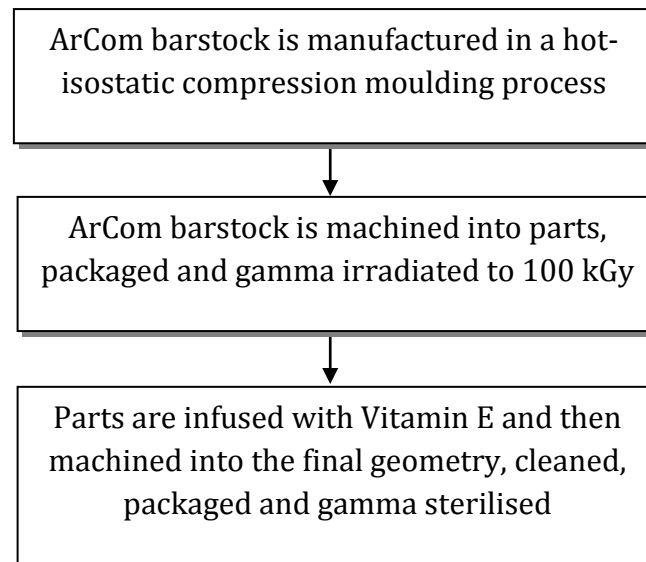 ArCom barstock is manufactured in a hot-
isostatic compression moulding process
ArCom barstock is machined into parts,
packaged and gamma irradiated to 100 kGy
Parts are infused with Vitamin E and then
machined into the final geometry, cleaned,
packaged and gamma sterilised